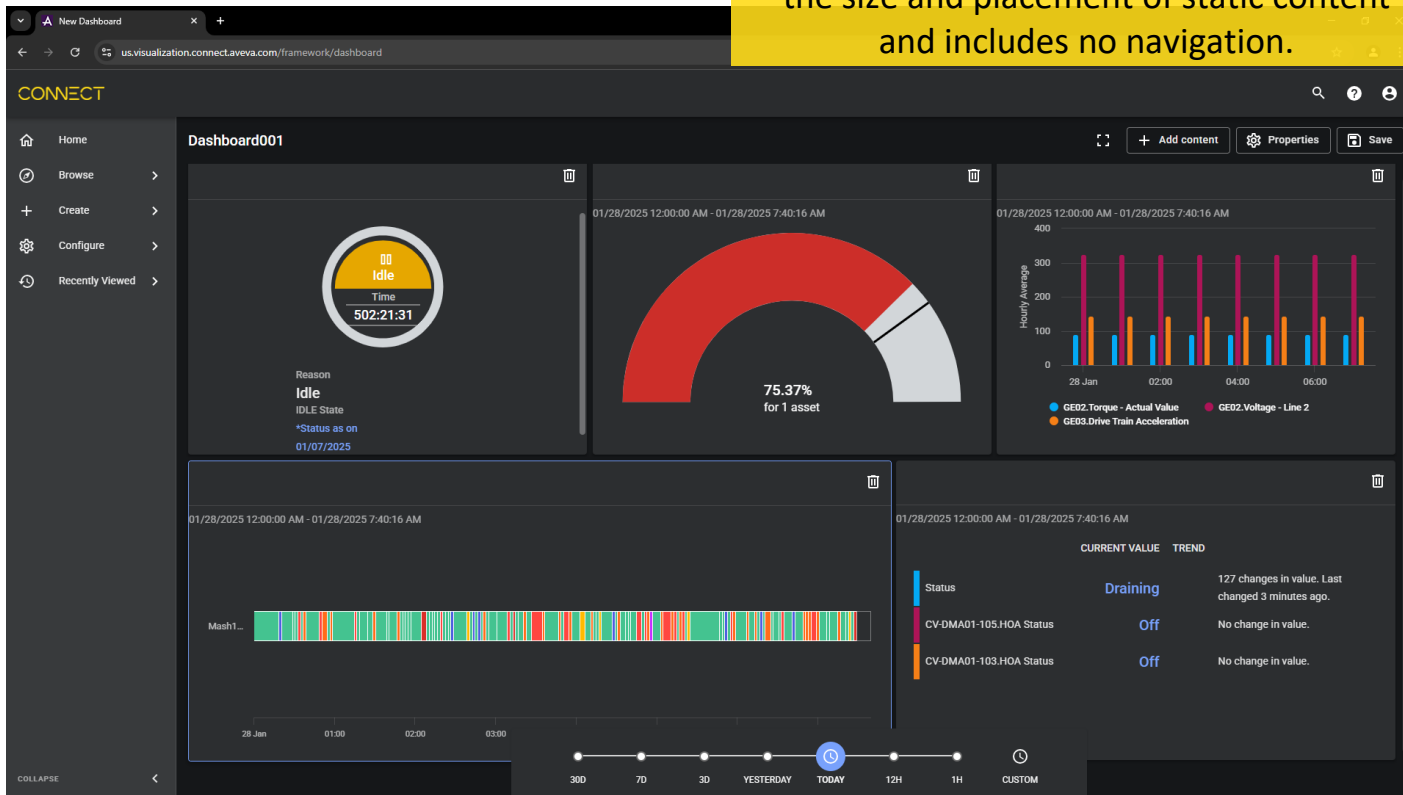 the size and placement of static content
and includes no navigation.
New Dashboard
us.visualization.connect.aveva.com/framework/dashboard
CONNECT
Home
Browse
Create
Configure
Recently Viewed
COLLAPSE
Dashboard001
Add content
Properties
Save
Idle
Time
502:21:31
Reason
Idle
IDLE State
*Status as on
01/07/2025
01/28/2025 12:00:00 AM - 01/28/2025 7:40:16 AM
75.37%
for 1 asset
01/28/2025 12:00:00 AM - 01/28/2025 7:40:16 AM
Hourly Average
400
300
200
100
0
28 Jan 02:00 04:00 06:00
GE02.Torque - Actual Value GE02.Voltage - Line 2
GE03.Drive Train Acceleration
01/28/2025 12:00:00 AM - 01/28/2025 7:40:16 AM
Mash1...
28 Jan 01:00 02:00 03:00
01/28/2025 12:00:00 AM - 01/28/2025 7:40:16 AM
CURRENT VALUE TREND
Status Draining 127 changes in value. Last
changed 3 minutes ago.
CV-DMA01-105.HOA Status Off No change in value.
CV-DMA01-103.HOA Status Off No change in value.
30D 7D 3D YESTERDAY TODAY 12H 1H CUSTOM